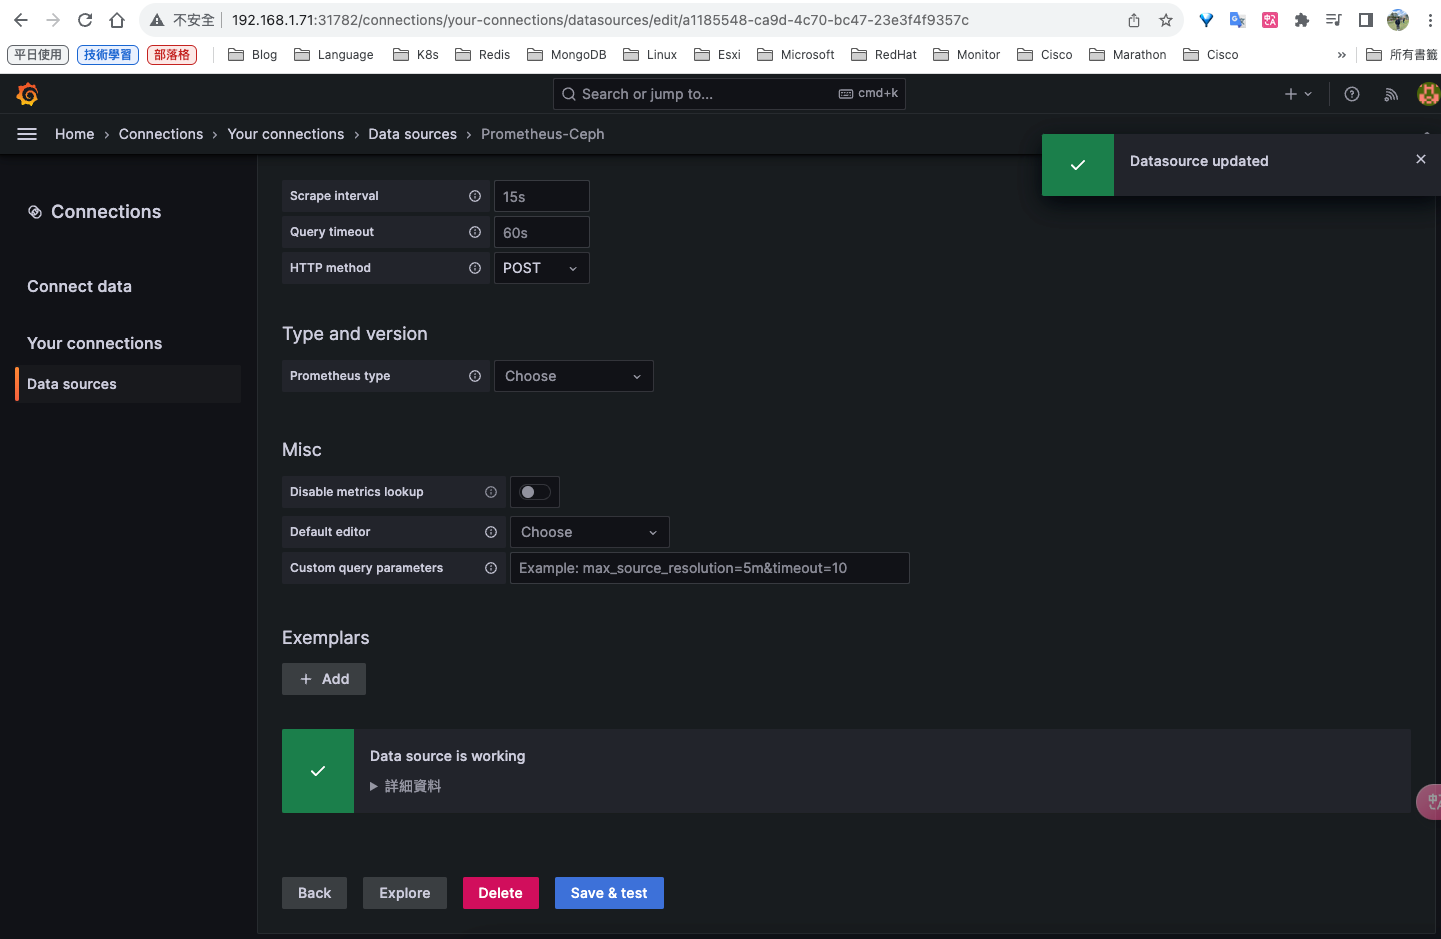 不安全 192.168.1.71:31782/connections/your-connections/datasources/edit/a1185548-ca9d-4c70-bc47-23e3f4f9357c
平日使用 技術學習 部落格 Blog Language K8s Redis MongoDB Linux Esxi Microsoft RedHat Monitor Cisco Marathon Cisco » 所有書籤
Search or jump to... cmd+k
Home › Connections › Your connections › Data sources › Prometheus-Ceph
Datasource updated
Connections
Connect data
Your connections
Data sources
Scrape interval 15s
Query timeout 60s
HTTP method POST
Type and version
Prometheus type Choose
Misc
Disable metrics lookup
Default editor Choose
Custom query parameters Example: max_source_resolution=5m&timeout=10
Exemplars
+ Add
Data source is working
詳細資料
Back Explore Delete Save & test